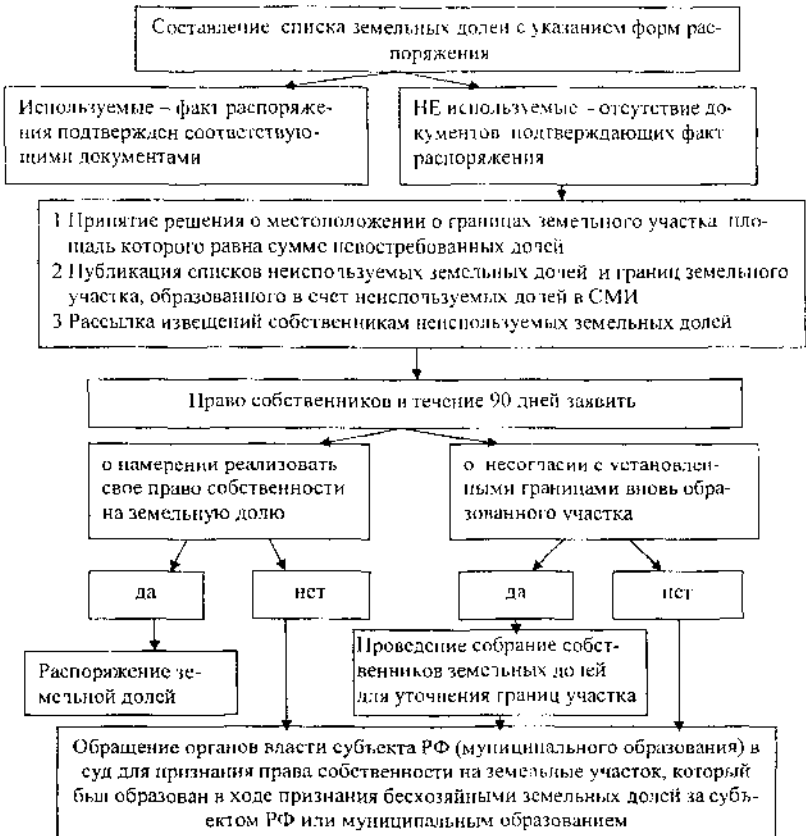 Составление списка земельных долей с указанием форм рас-
поряжения
Используемые – факт распоряже-
ния подтвержден соответствую-
щими документами
НЕ используемые - отсутствие до-
кументов подтверждающих факт
распоряжения
1 Принятие решения о местоположении о границах земельного участка пло-
щадь которого равна сумме невостребованных долей
2 Публикация списков неиспользуемых земельных долей и границ земельного
участка, образованного в счет неиспользуемых долей в СМИ
3 Рассылка извещений собственникам неиспользуемых земельных долей
Право собственников в течение 90 дней заявить
о намерении реализовать
свое право собственности
на земельную долю
о несогласии с установлен-
ными границами вновь обра-
зованного участка
да
нет
да
нет
Распоряжение зе-
мельной долей
Проведение собрание собст-
венников земельных долей
для уточнения границ участка
Обращение органов власти субъекта РФ (муниципального образования) в
суд для признания права собственности на земельные участок, который
был образован в ходе признания бесхозяйными земельных долей за субъ-
ектом РФ или муниципальным образованием